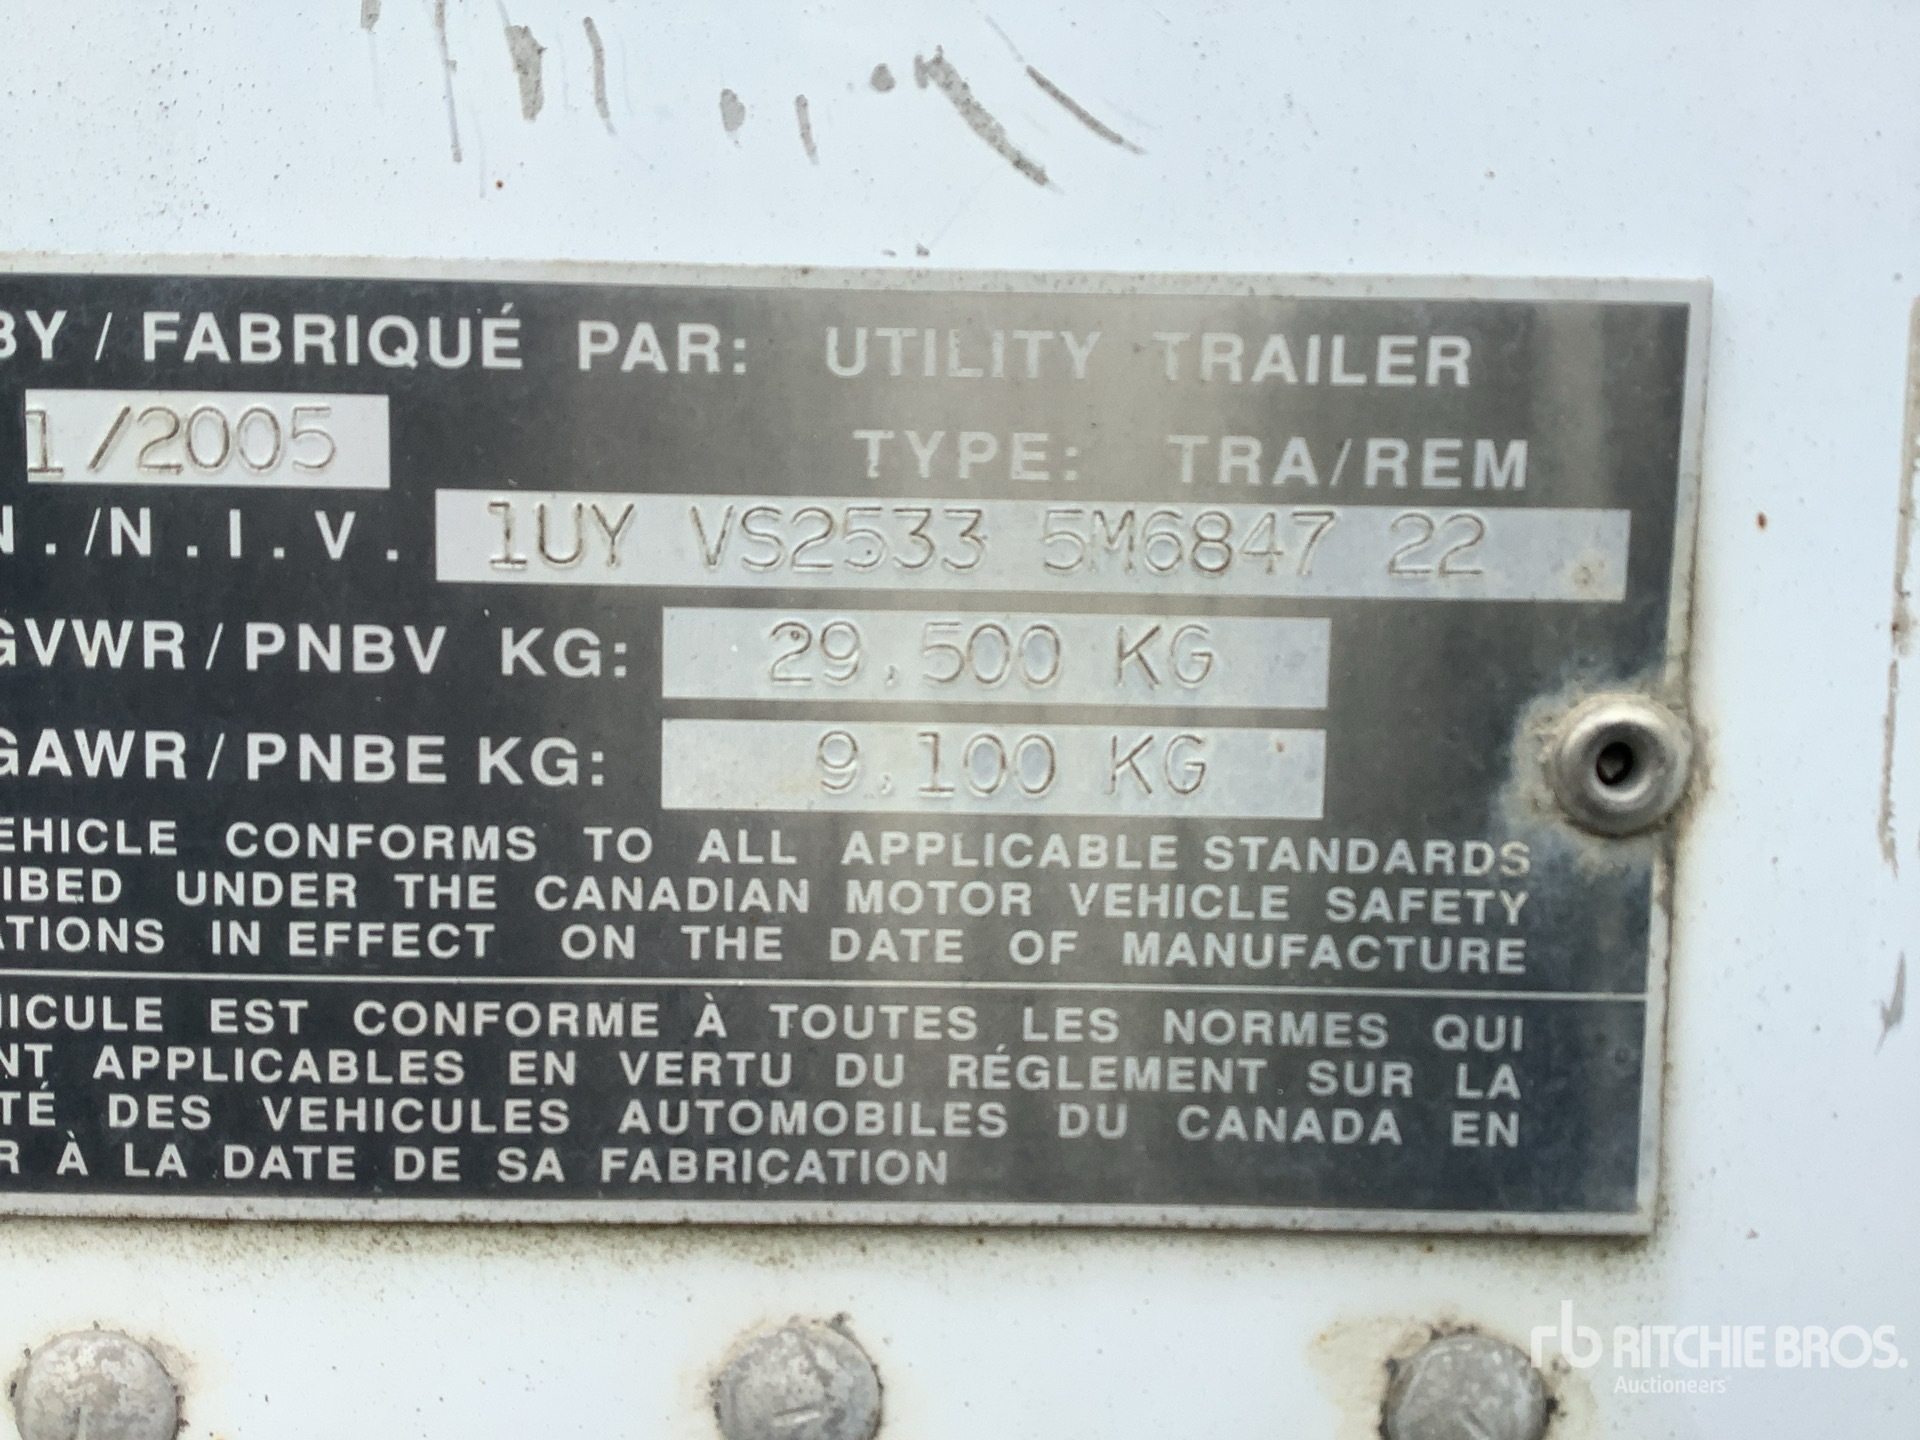 BY / FABRIQUÉ PAR: UTILITY TRAILER
1/2005 TYPE: TRA/REM
N./N.I.V. 1UY VS2533 5M6847 22
GVWR / PNBV KG: 29,500 KG
GAWR / PNBE KG: 9,100 KG
EHICLE CONFORMS TO ALL APPLICABLE STANDARDS
IBED UNDER THE CANADIAN MOTOR VEHICLE SAFETY
ATIONS IN EFFECT ON THE DATE OF MANUFACTURE
HICULE EST CONFORME À TOUTES LES NORMES QUI
NT APPLICABLES EN VERTU DU RÉGLEMENT SUR LA
TÉ DES VEHICULES AUTOMOBILES DU CANADA EN
R À LA DATE DE SA FABRICATION
rb RITCHIE BROS.
Auctioneers